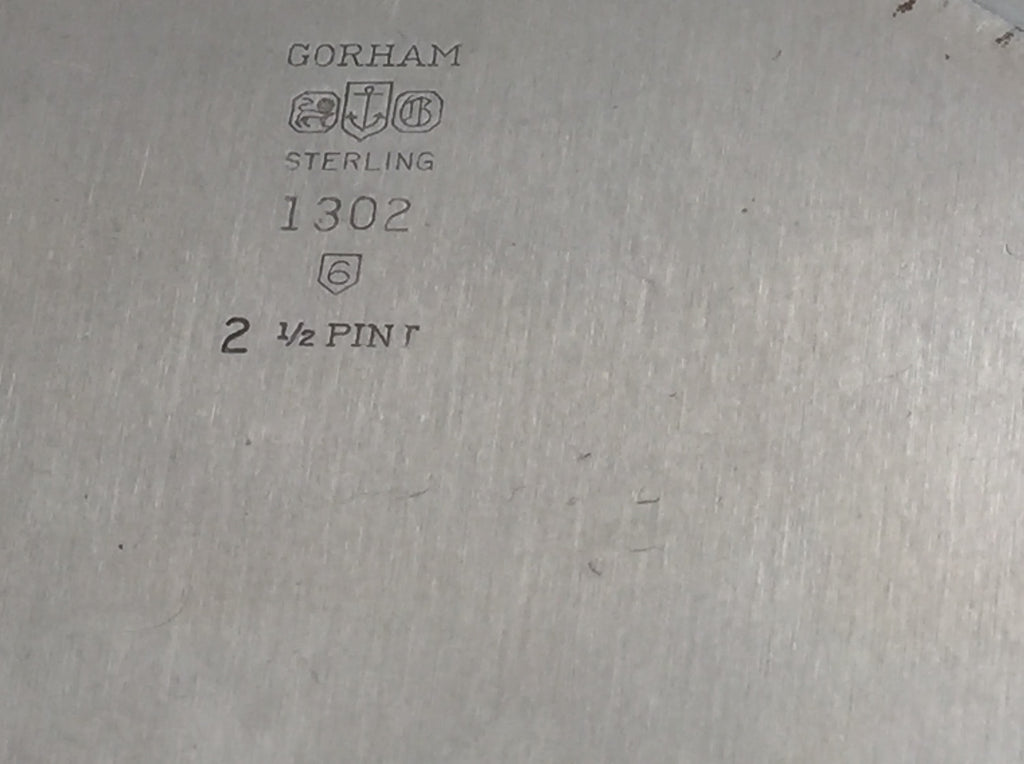 GORHAM
G
STERLING
1302
6
2 1/2 PINT